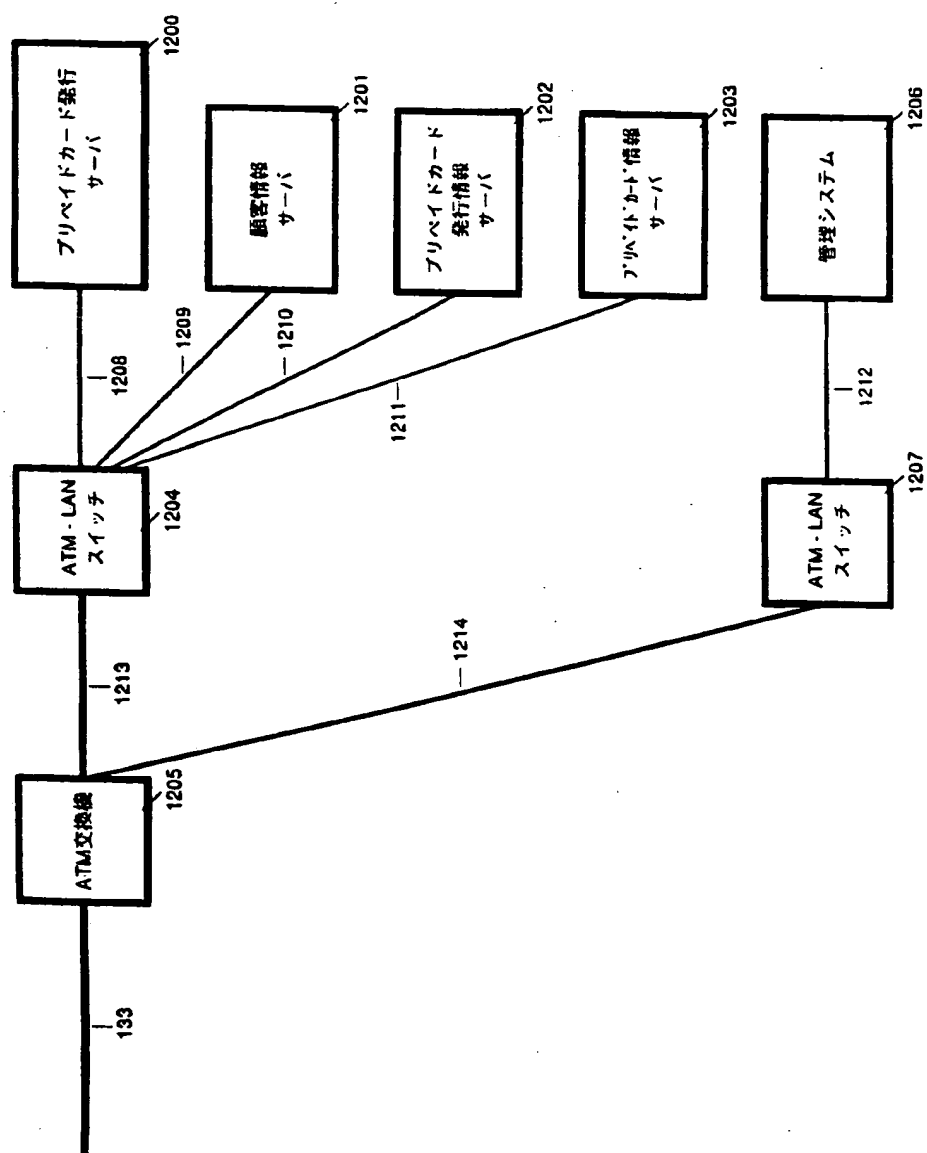 プリペイドカード発行
サーバ
1200
顧客情報
サーバ
1201
プリペイドカード
発行情報
サーバ
1202
プリペイドカード情報
サーバ
1203
管理システム
1206
1208
1209
1210
1211
1212
ATM-LAN
スイッチ
1204
ATM-LAN
スイッチ
1207
1213
1214
ATM交換機
1205
133